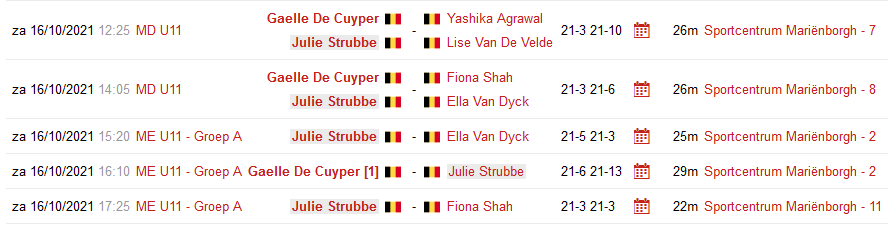 za 16/10/2021 12:25 MD U11 Gaelle De Cuyper - Yashika Agrawal 21-3 21-10 26m Sportcentrum Mariënborgh - 7
Julie Strubbe Lise Van De Velde
za 16/10/2021 14:05 MD U11 Gaelle De Cuyper - Fiona Shah 21-3 21-6 26m Sportcentrum Mariënborgh - 8
Julie Strubbe Ella Van Dyck
za 16/10/2021 15:20 ME U11 - Groep A Julie Strubbe - Ella Van Dyck 21-5 21-3 25m Sportcentrum Mariënborgh - 2
za 16/10/2021 16:10 ME U11 - Groep A Gaelle De Cuyper [1] - Julie Strubbe 21-6 21-13 29m Sportcentrum Mariënborgh - 2
za 16/10/2021 17:25 ME U11 - Groep A Julie Strubbe - Fiona Shah 21-3 21-3 22m Sportcentrum Mariënborgh - 11